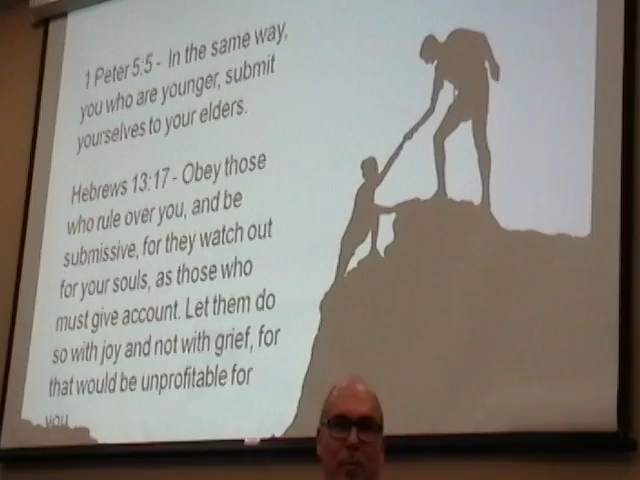 1 Peter 5:5 - In the same way,
you who are younger, submit
yourselves to your elders.
Hebrews 13:17 - Obey those
who rule over you, and be
submissive, for they watch out
for your souls, as those who
must give account. Let them do
so with joy and not with grief, for
that would be unprofitable for
you